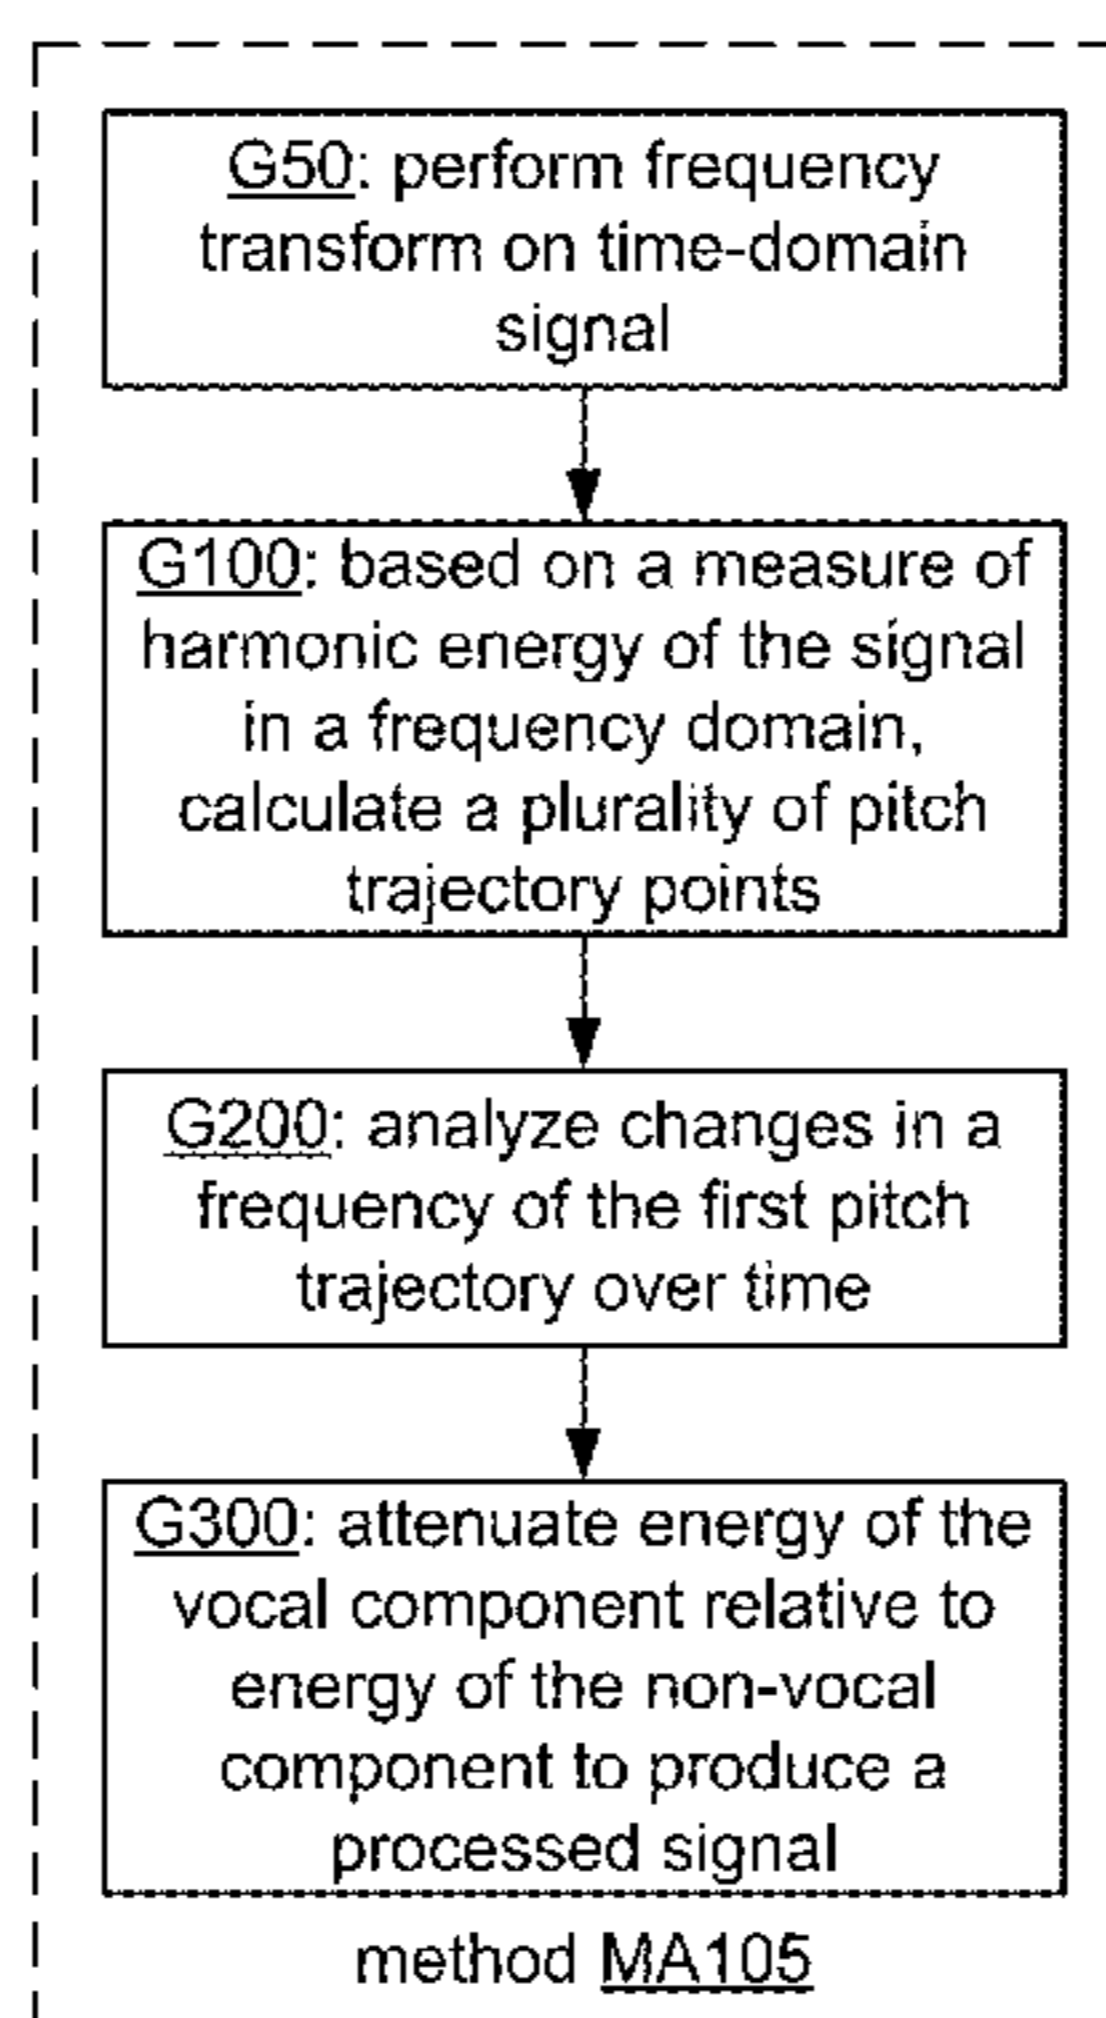 G50: perform frequency
transform on time-domain
signal
G100: based on a measure of
harmonic energy of the signal
in a frequency domain,
calculate a plurality of pitch
trajectory points
G200: analyze changes in a
frequency of the first pitch
trajectory over time
G300: attenuate energy of the
vocal component relative to
energy of the non-vocal
component to produce a
processed signal
method MA105